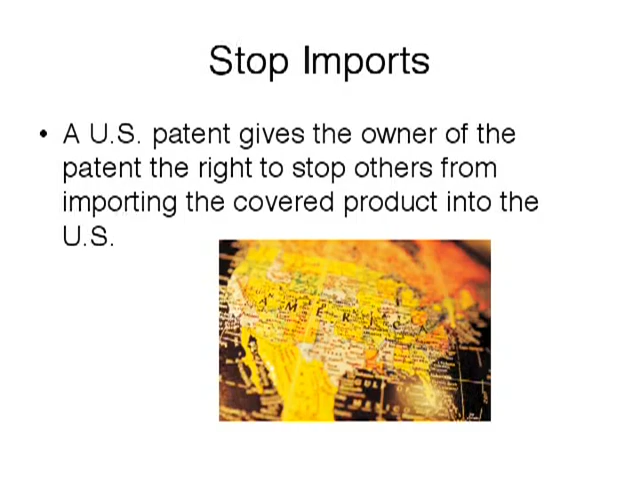 Stop Imports
• A U.S. patent gives the owner of the
patent the right to stop others from
importing the covered product into the
U.S.
A M E R I C A